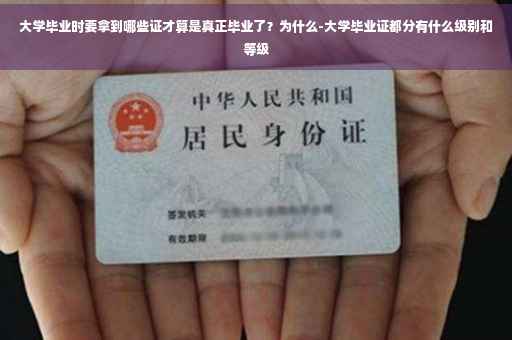 大学毕业时要拿到哪些证才算是真正毕业了？为什么-大学毕业证都分有什么级别和
等级
中华人民共和国
居民身份证
签发机关
有效期限